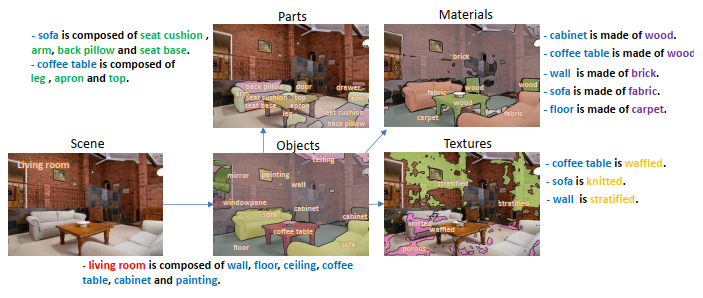 Parts
Materials
- sofa is composed of seat cushion ,
arm, back pillow and seat base.
- coffee table is composed of
leg , apron and top.
back pillow
door
drawer
arm
seat cushion
top
arm
seat base
apron
leg
seat cushion
back pillow
brick
fabric
wood
wood
wood
carpet
fabric
- cabinet is made of wood.
- coffee table is made of wood
- wall is made of brick.
- sofa is made of fabric.
- floor is made of carpet.
Scene
Objects
Textures
Living room
ceiling
mirror
painting
wall
windowpane
sofa
cabinet
cabinet
coffee table
floor
sofa
stratified
stratified
knitted
waffled
porous
- coffee table is waffled.
- sofa is knitted.
- wall is stratified.
- living room is composed of wall, floor, ceiling, coffee
table, cabinet and painting.